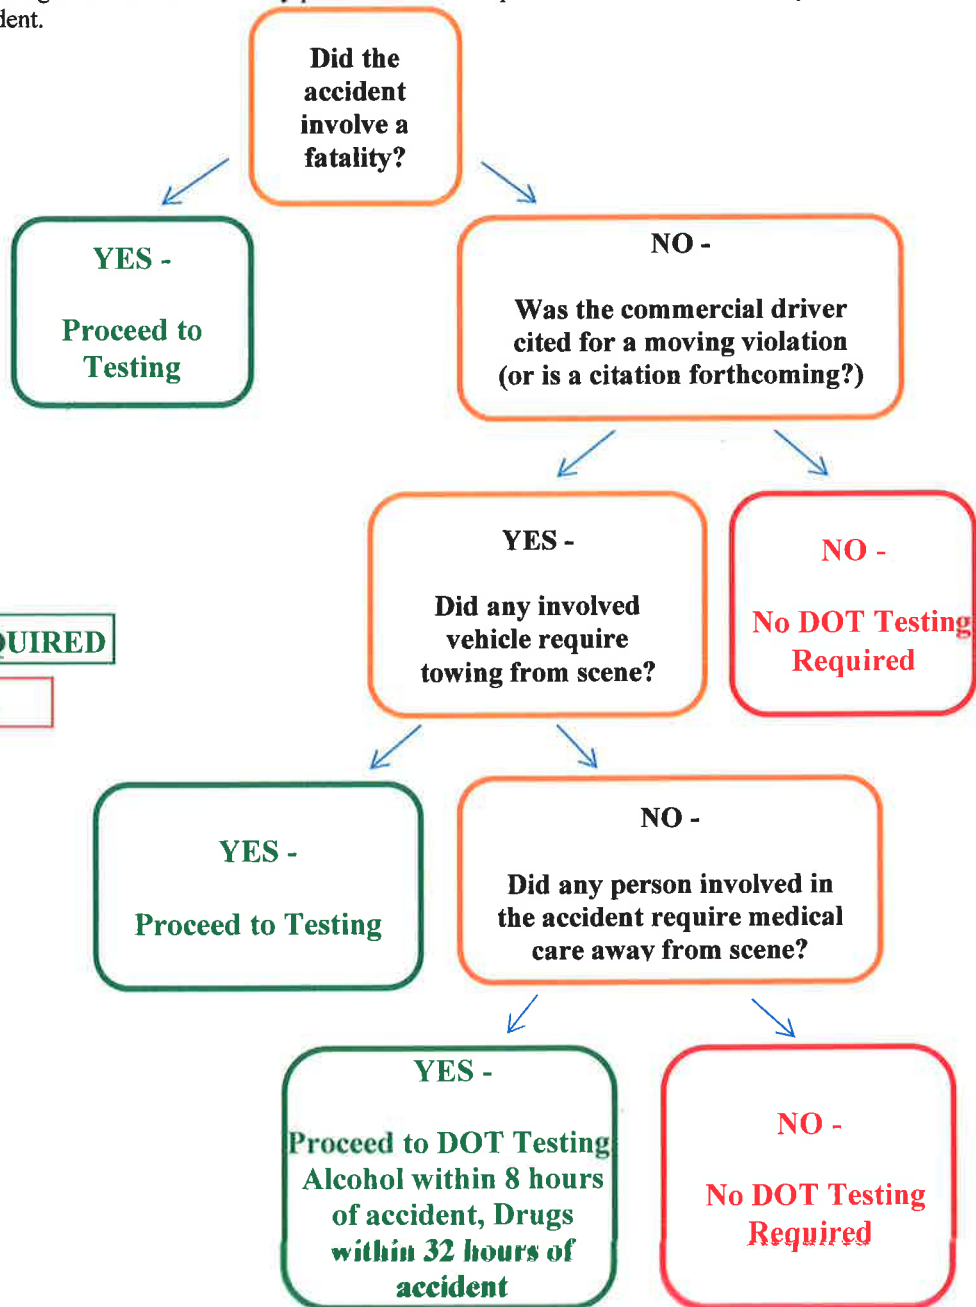 dent.
Did the
accident
involve a
fatality?
YES -
Proceed to
Testing
NO -
Was the commercial driver
cited for a moving violation
(or is a citation forthcoming?)
YES -
Did any involved
vehicle require
towing from scene?
NO -
No DOT Testing
Required
QUIRED
YES -
Proceed to Testing
NO -
Did any person involved in
the accident require medical
care away from scene?
YES -
Proceed to DOT Testing
Alcohol within 8 hours
of accident, Drugs
within 32 hours of
accident
NO -
No DOT Testing
Required